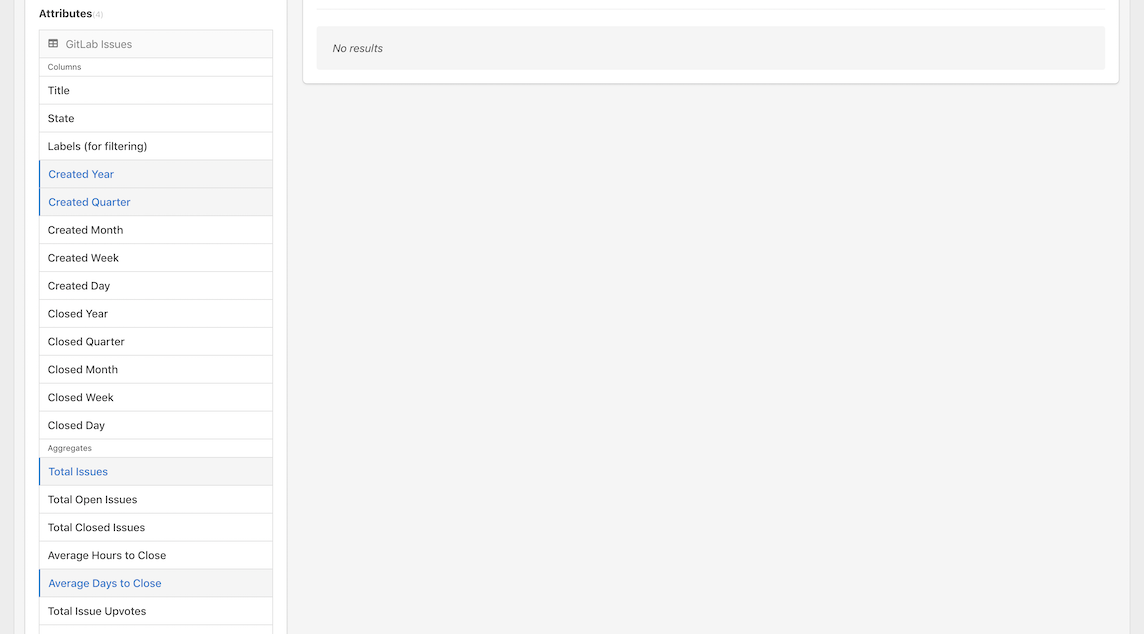 Attributes(4)
GitLab Issues
Columns
Title
State
Labels (for filtering)
Created Year
Created Quarter
Created Month
Created Week
Created Day
Closed Year
Closed Quarter
Closed Month
Closed Week
Closed Day
Aggregates
Total Issues
Total Open Issues
Total Closed Issues
Average Hours to Close
Average Days to Close
Total Issue Upvotes
No results